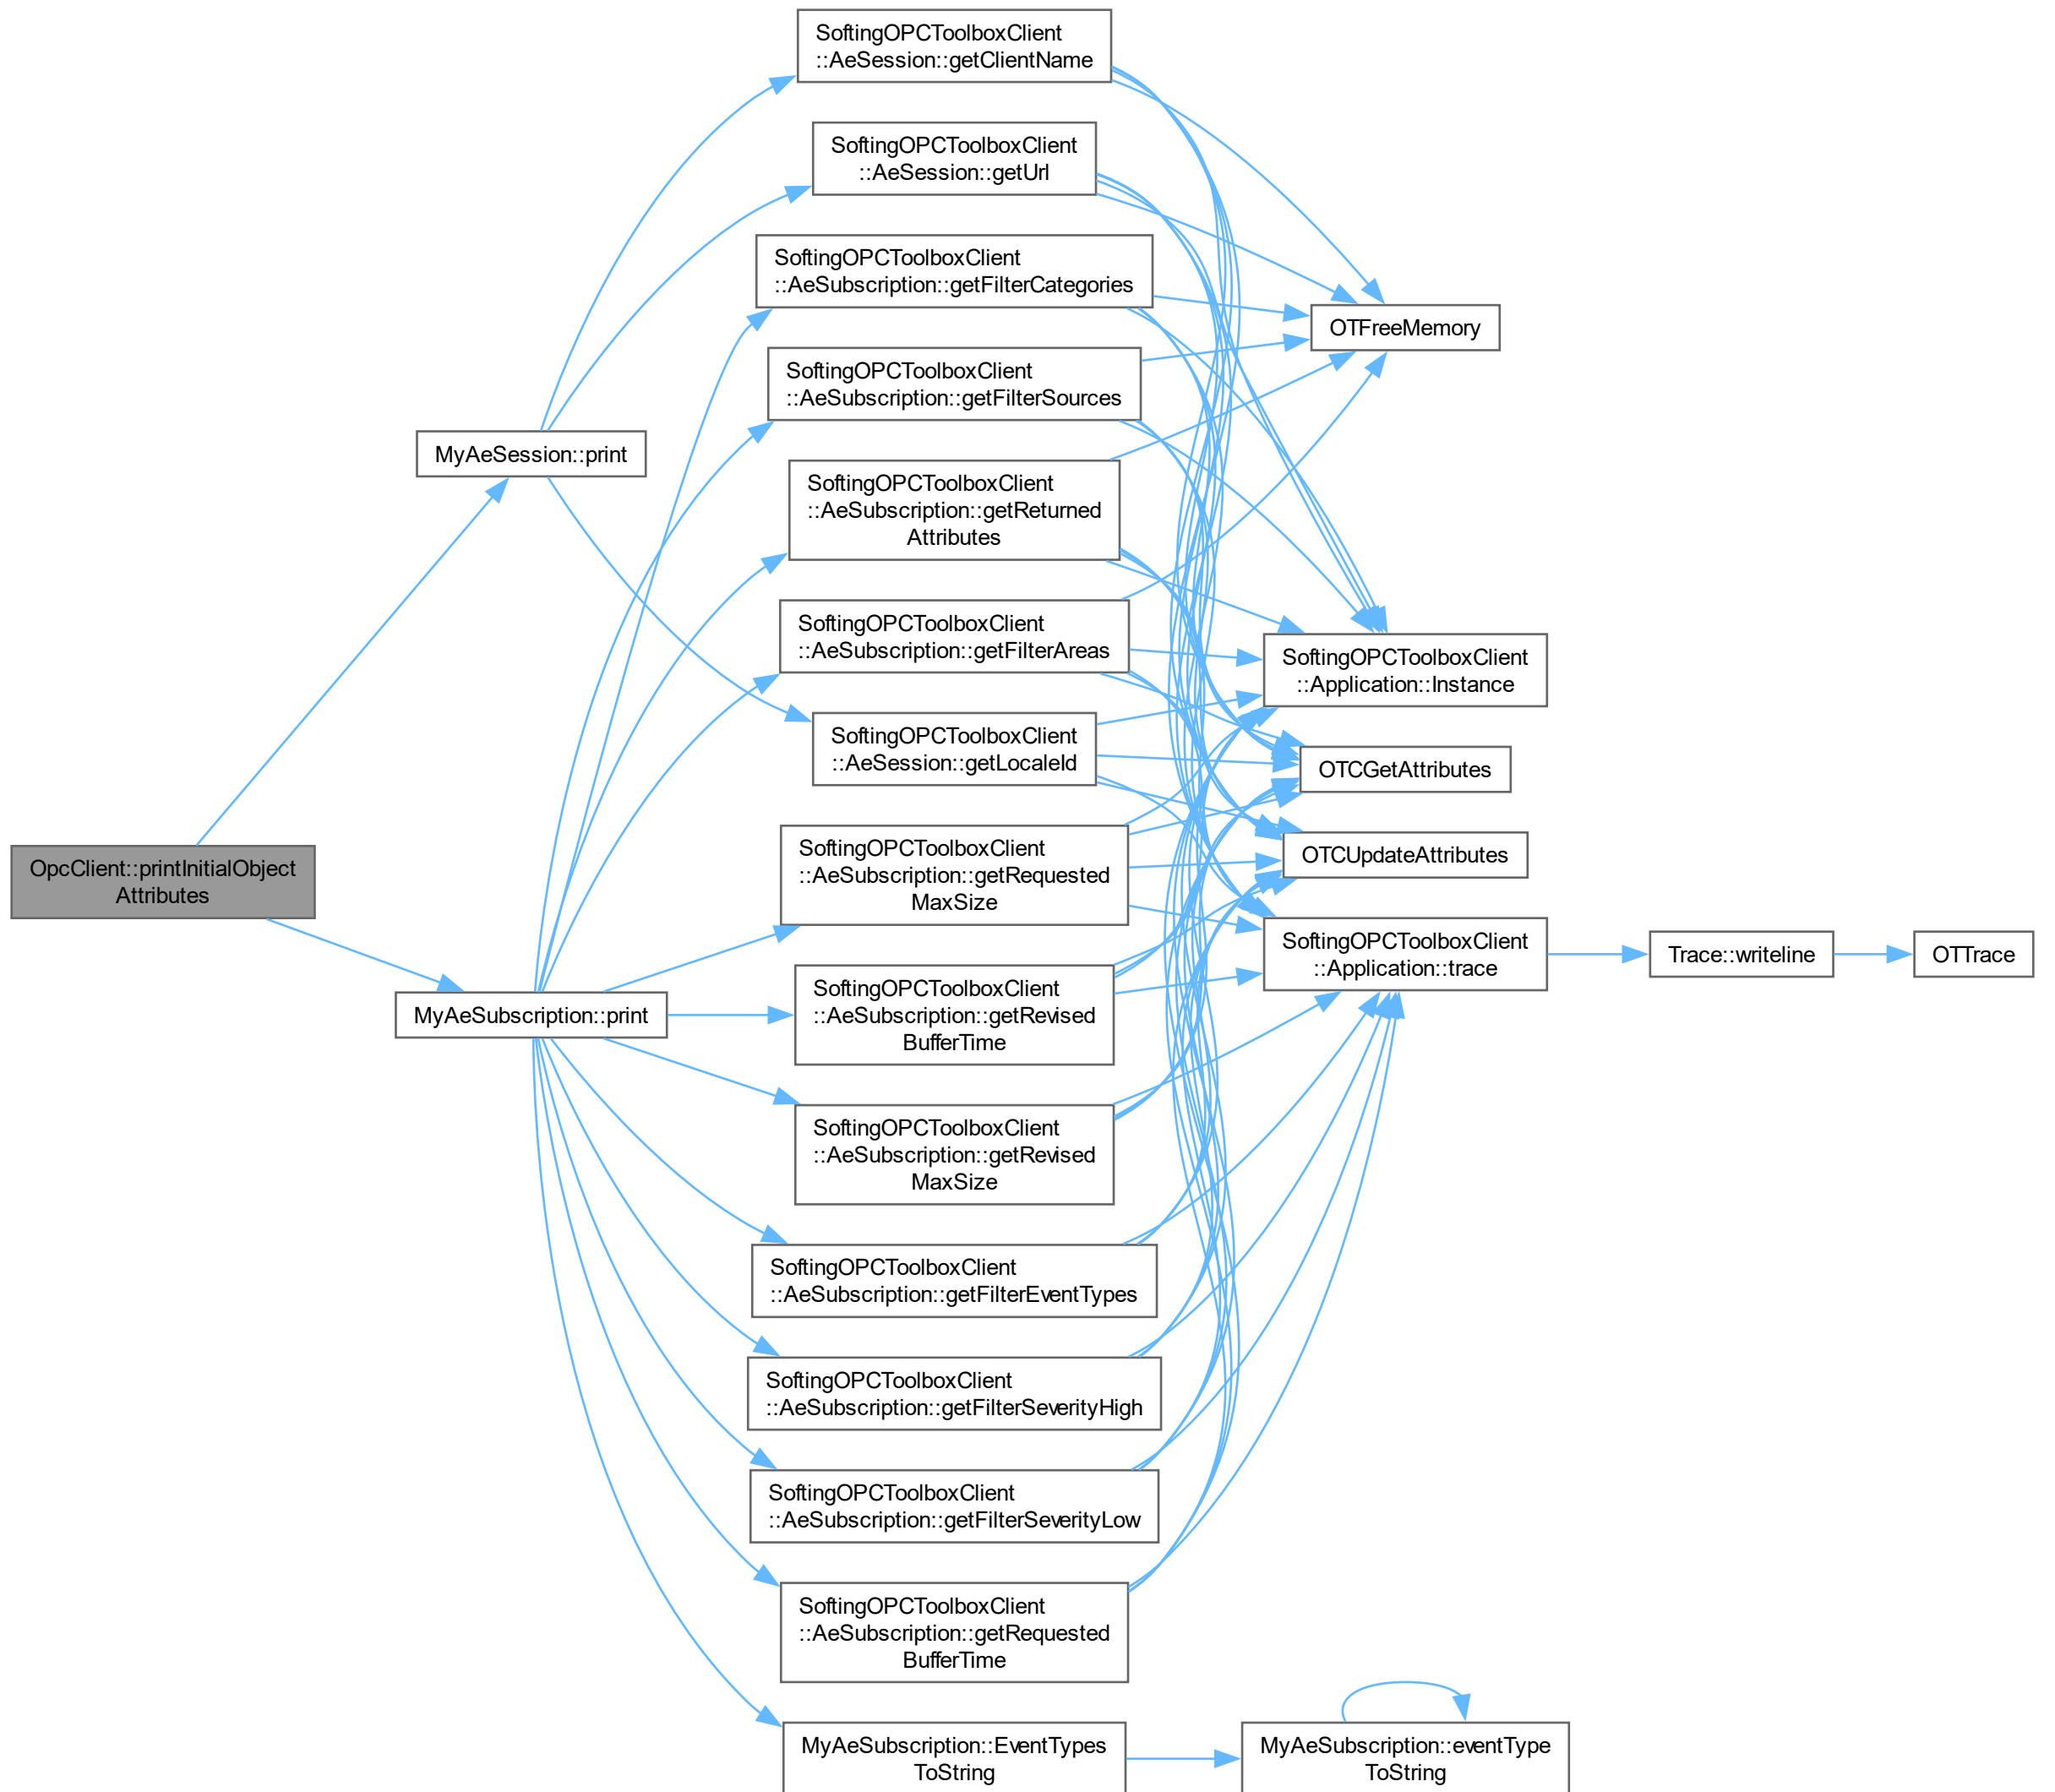 OpcClient::printInitialObject
Attributes
MyAeSession::print
MyAeSubscription::print
SoftingOPCToolboxClient
::AeSession::getClientName
SoftingOPCToolboxClient
::AeSession::getUrl
SoftingOPCToolboxClient
::AeSubscription::getFilterCategories
SoftingOPCToolboxClient
::AeSubscription::getFilterSources
SoftingOPCToolboxClient
::AeSubscription::getReturned
Attributes
SoftingOPCToolboxClient
::AeSubscription::getFilterAreas
SoftingOPCToolboxClient
::AeSession::getLocaleId
SoftingOPCToolboxClient
::AeSubscription::getRequested
MaxSize
SoftingOPCToolboxClient
::AeSubscription::getRevised
BufferTime
SoftingOPCToolboxClient
::AeSubscription::getRevised
MaxSize
SoftingOPCToolboxClient
::AeSubscription::getFilterEventTypes
SoftingOPCToolboxClient
::AeSubscription::getFilterSeverityHigh
SoftingOPCToolboxClient
::AeSubscription::getFilterSeverityLow
SoftingOPCToolboxClient
::AeSubscription::getRequested
BufferTime
MyAeSubscription::EventTypes
ToString
OTFreeMemory
SoftingOPCToolboxClient
::Application::Instance
OTCGetAttributes
OTCUpdateAttributes
SoftingOPCToolboxClient
::Application::trace
MyAeSubscription::eventType
ToString
Trace::writeline
OTTrace